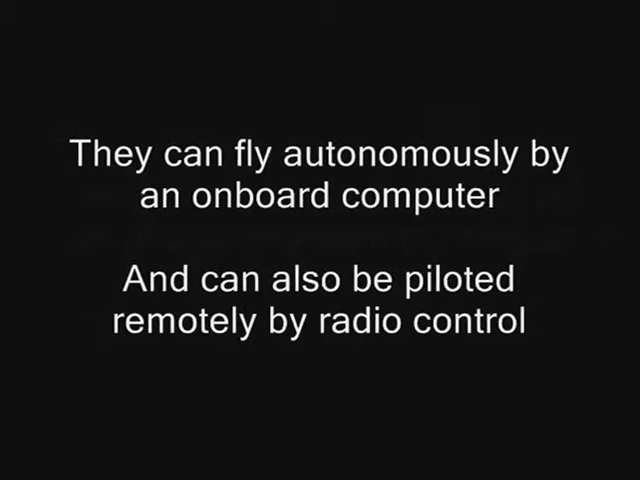 They can fly autonomously by
an onboard computer
And can also be piloted
remotely by radio control